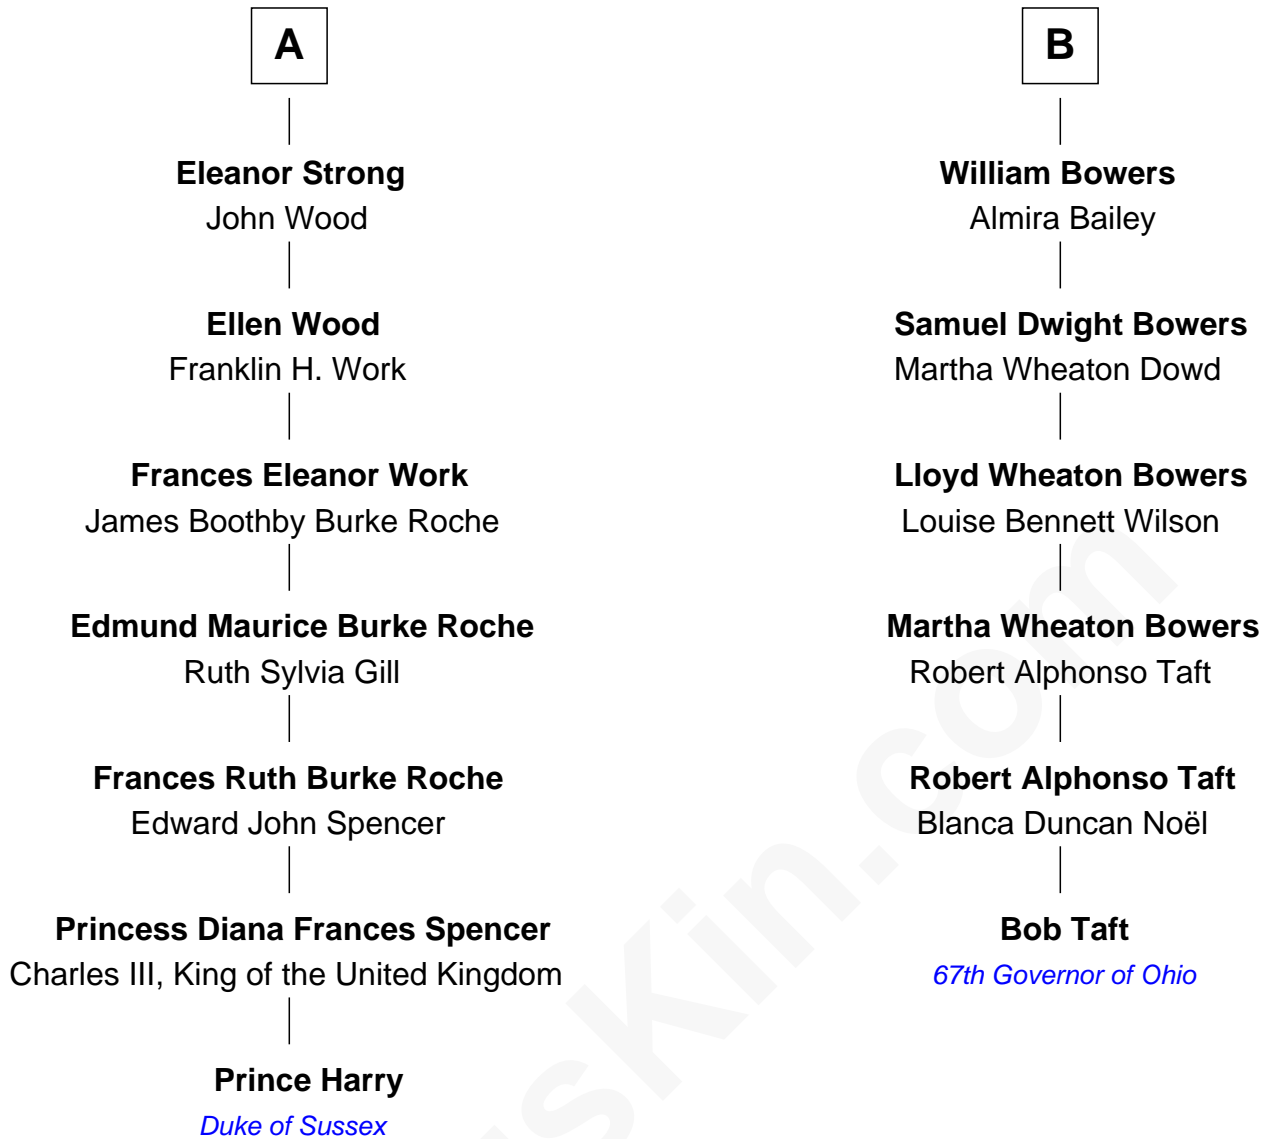 A
Eleanor Strong
John Wood
Ellen Wood
Franklin H. Work
Frances Eleanor Work
James Boothby Burke Roche
Edmund Maurice Burke Roche
Ruth Sylvia Gill
Frances Ruth Burke Roche
Edward John Spencer
Princess Diana Frances Spencer
Charles III, King of the United Kingdom
Prince Harry
Duke of Sussex
B
William Bowers
Almira Bailey
Samuel Dwight Bowers
Martha Wheaton Dowd
Lloyd Wheaton Bowers
Louise Bennett Wilson
Martha Wheaton Bowers
Robert Alphonso Taft
Robert Alphonso Taft
Blanca Duncan Noël
Bob Taft
67th Governor of Ohio
sKin.com